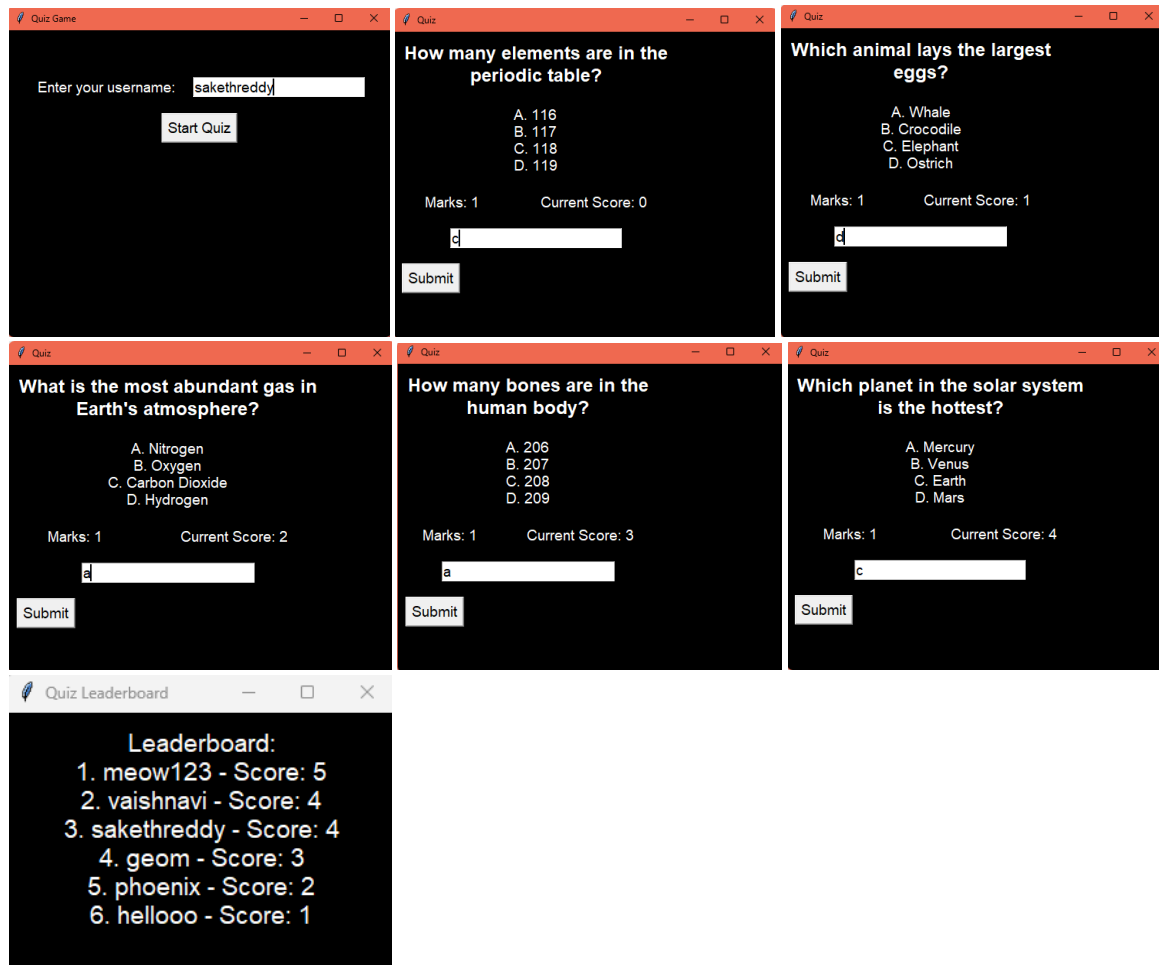 Quiz Game
Enter your username: sakethreddy
Start Quiz
Quiz
How many elements are in the
periodic table?
A. 116
B. 117
C. 118
D. 119
Marks: 1 Current Score: 0
c
Submit
Quiz
Which animal lays the largest
eggs?
A. Whale
B. Crocodile
C. Elephant
D. Ostrich
Marks: 1 Current Score: 1
d
Submit
Quiz
What is the most abundant gas in
Earth's atmosphere?
A. Nitrogen
B. Oxygen
C. Carbon Dioxide
D. Hydrogen
Marks: 1 Current Score: 2
a
Submit
Quiz
How many bones are in the
human body?
A. 206
B. 207
C. 208
D. 209
Marks: 1 Current Score: 3
a
Submit
Quiz
Which planet in the solar system
is the hottest?
A. Mercury
B. Venus
C. Earth
D. Mars
Marks: 1 Current Score: 4
c
Submit
Quiz Leaderboard
Leaderboard:
1. meow123 - Score: 5
2. vaishnavi - Score: 4
3. sakethreddy - Score: 4
4. geom - Score: 3
5. phoenix - Score: 2
6. hellooo - Score: 1